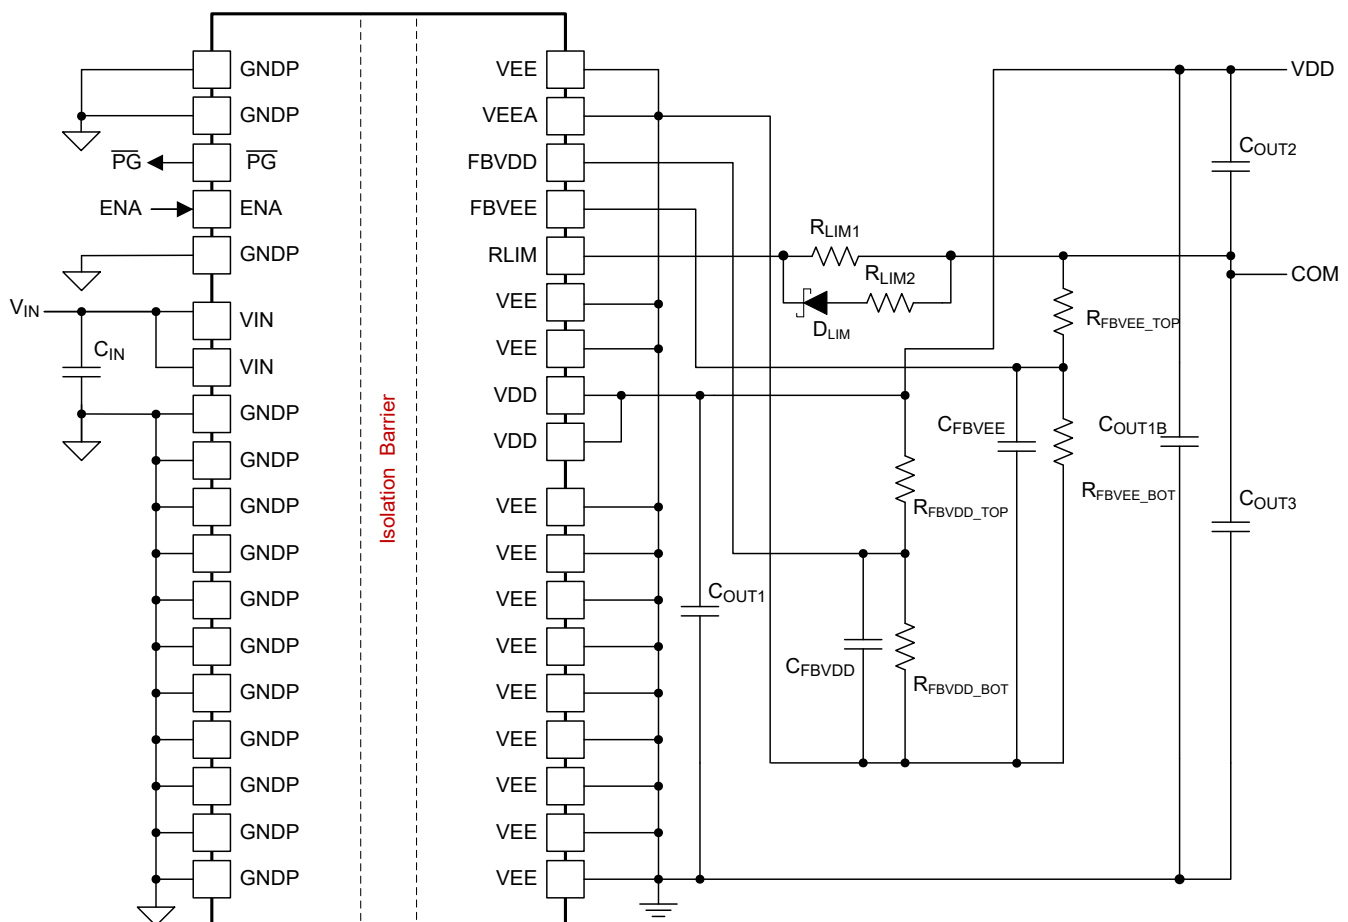 GNDP
VEE
VDD
GNDP
VEEA
PG
PG
FBVDD
COUT2
ENA
ENA
FBVEE
RLIM1
GNDP
RLIM
RLIM2
COM
VIN
VIN
VEE
DLIM
RFBVEE_TOP
CIN
VIN
VEE
GNDP
VDD
CFBVEE
COUT1B
GNDP
VDD
RFBVEE_BOT
Isolation Barrier
GNDP
VEE
RFBVDD_TOP
COUT3
GNDP
VEE
GNDP
VEE
COUT1
GNDP
VEE
CFBVDD
RFBVDD_BOT
GNDP
VEE
GNDP
VEE
GNDP
VEE
GNDP
VEE
GNDP
VEE